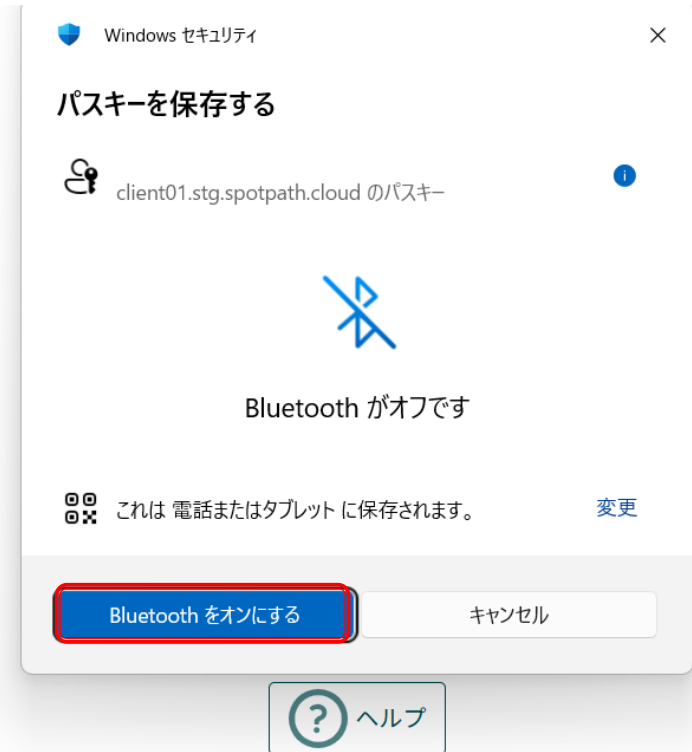 Windows セキュリティ
パスキーを保存する
client01.stg.spotpath.cloud のパスキー
Bluetooth がオフです
これは 電話またはタブレット に保存されます。 変更
Bluetooth をオンにする キャンセル
? ヘルプ